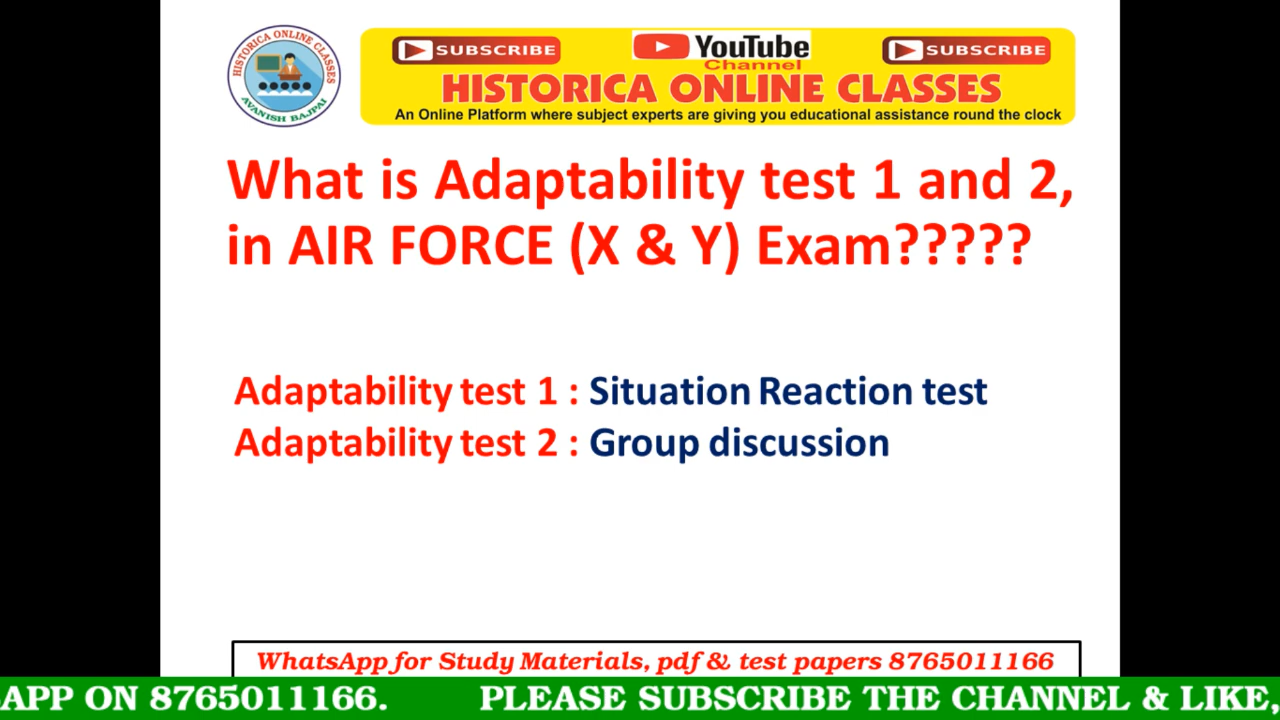 HISTORICA ONLINE CLASSES
AVANISH BAJPAI
SUBSCRIBE
YouTube
Channel
SUBSCRIBE
HISTORICA ONLINE CLASSES
An Online Platform where subject experts are giving you educational assistance round the clock
What is Adaptability test 1 and 2,
in AIR FORCE (X & Y) Exam?????
Adaptability test 1 : Situation Reaction test
Adaptability test 2 : Group discussion
WhatsApp for Study Materials, pdf & test papers 8765011166
APP ON 8765011166. PLEASE SUBSCRIBE THE CHANNEL & LIKE,